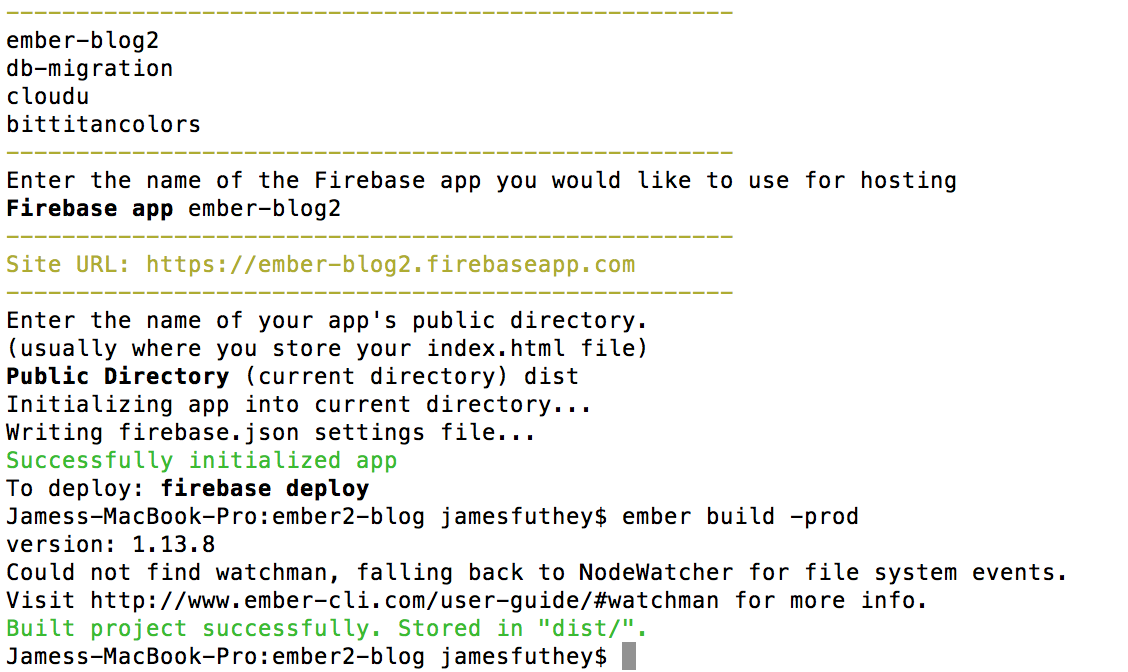 ----------------------------------------------------
ember-blog2
db-migration
cloudu
bittitancolors
----------------------------------------------------
Enter the name of the Firebase app you would like to use for hosting
Firebase app ember-blog2
----------------------------------------------------
Site URL: https://ember-blog2.firebaseapp.com
----------------------------------------------------
Enter the name of your app's public directory.
(usually where you store your index.html file)
Public Directory (current directory) dist
Initializing app into current directory...
Writing firebase.json settings file...
Successfully initialized app
To deploy: firebase deploy
Jamess-MacBook-Pro:ember2-blog jamesfuthey$ ember build -prod
version: 1.13.8
Could not find watchman, falling back to NodeWatcher for file system events.
Visit http://www.ember-cli.com/user-guide/#watchman for more info.
Built project successfully. Stored in "dist/".
Jamess-MacBook-Pro:ember2-blog jamesfuthey$